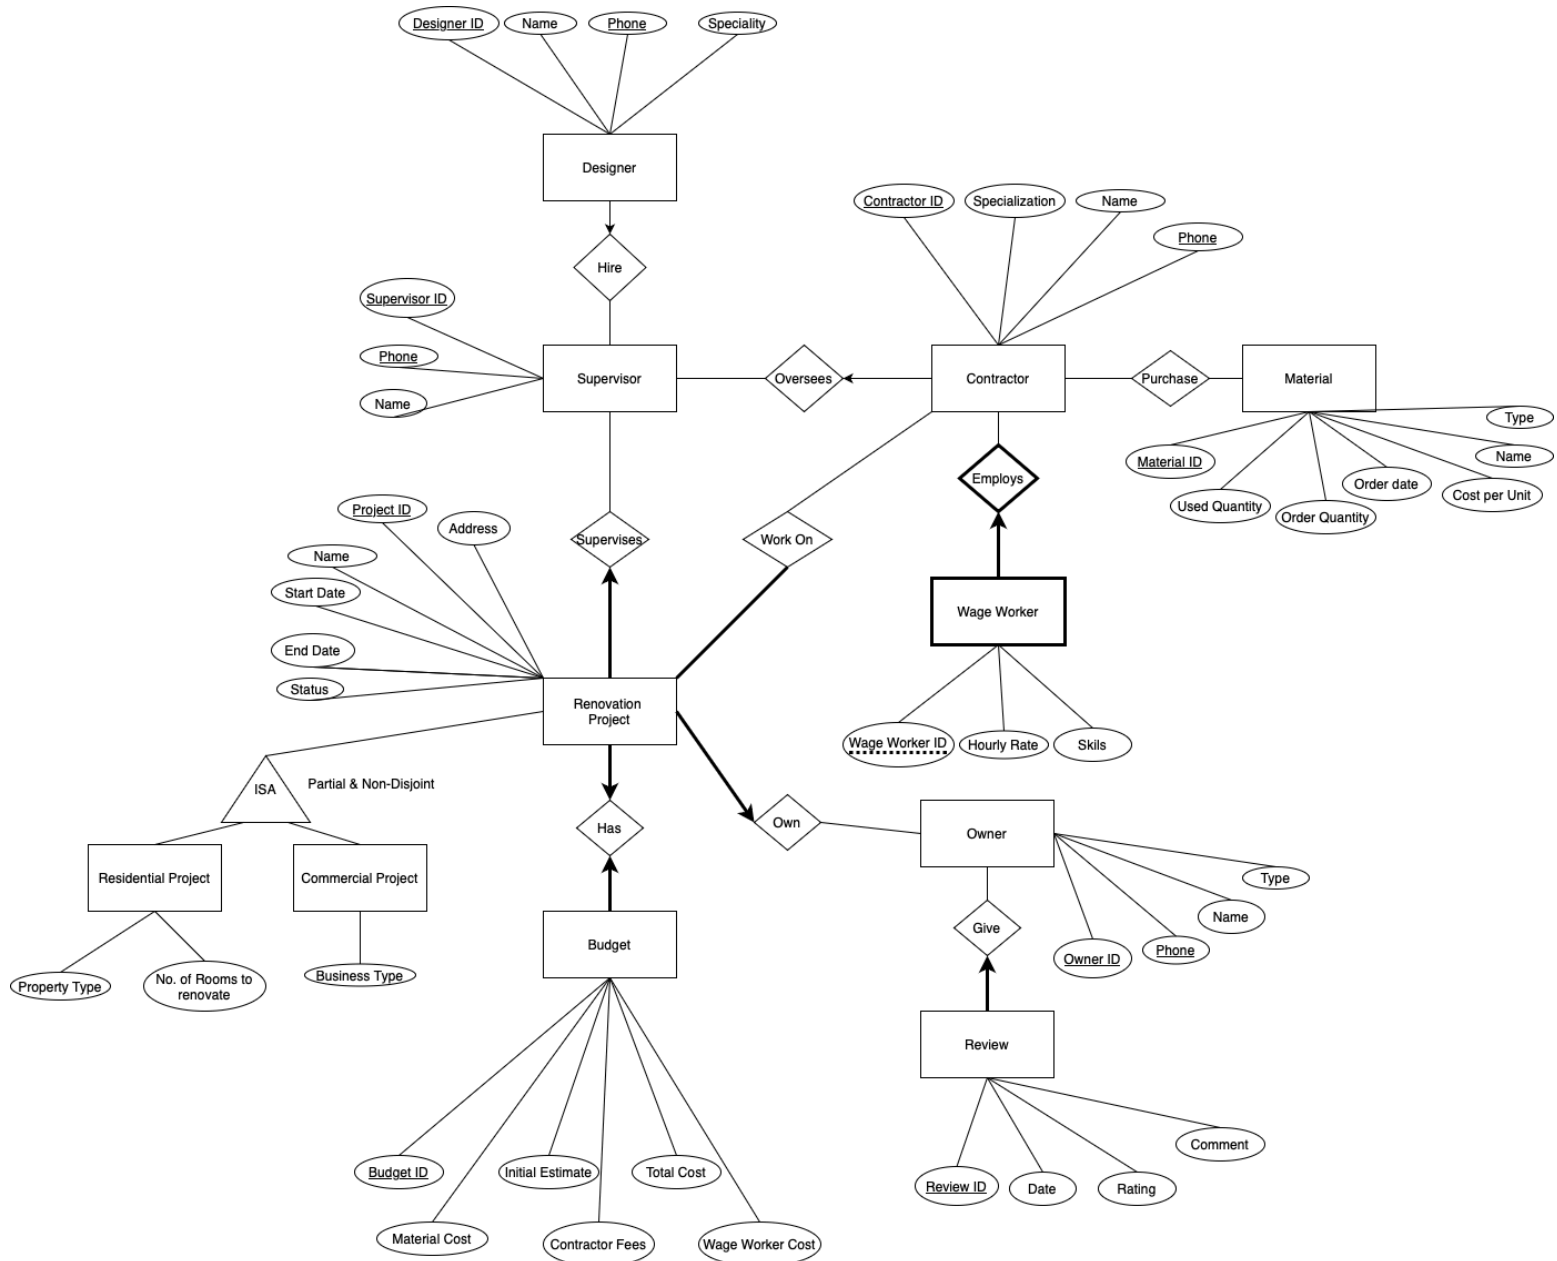 Designer ID
Name
Phone
Speciality
Designer
Hire
Contractor ID
Specialization
Name
Phone
Supervisor ID
Phone
Name
Supervisor
Oversees
Contractor
Purchase
Material
Type
Name
Material ID
Order date
Cost per Unit
Used Quantity
Order Quantity
Employs
Project ID
Address
Name
Start Date
End Date
Status
Supervises
Work On
Wage Worker
Renovation
Project
Wage Worker ID
Hourly Rate
Skils
ISA
Partial & Non-Disjoint
Has
Own
Owner
Residential Project
Commercial Project
Type
Name
Phone
Owner ID
Give
Budget
Property Type
No. of Rooms to
renovate
Business Type
Review
Comment
Budget ID
Initial Estimate
Total Cost
Review ID
Date
Rating
Material Cost
Contractor Fees
Wage Worker Cost